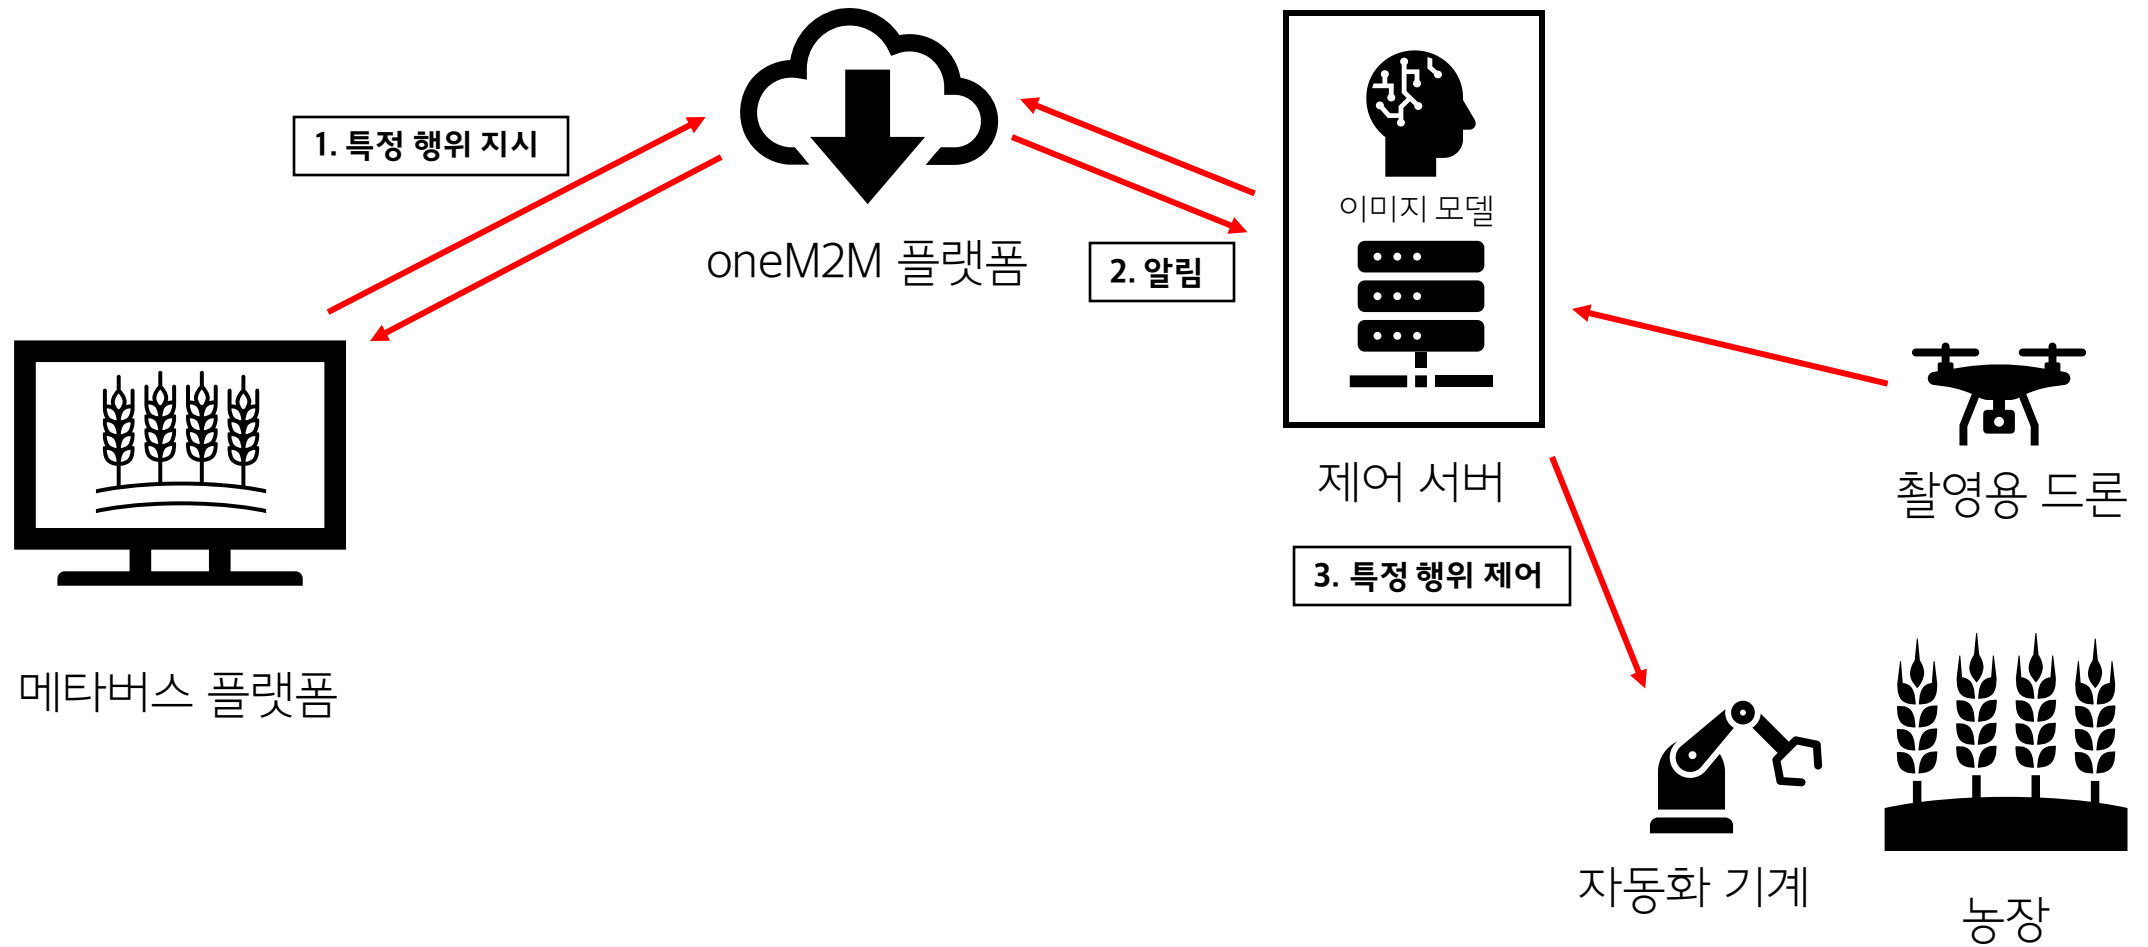 1. 특정 행위 지시
이미지 모델
oneM2M 플랫폼
2. 알림
제어 서버
촬영용 드론
3. 특정 행위 제어
메타버스 플랫폼
자동화 기계
농장